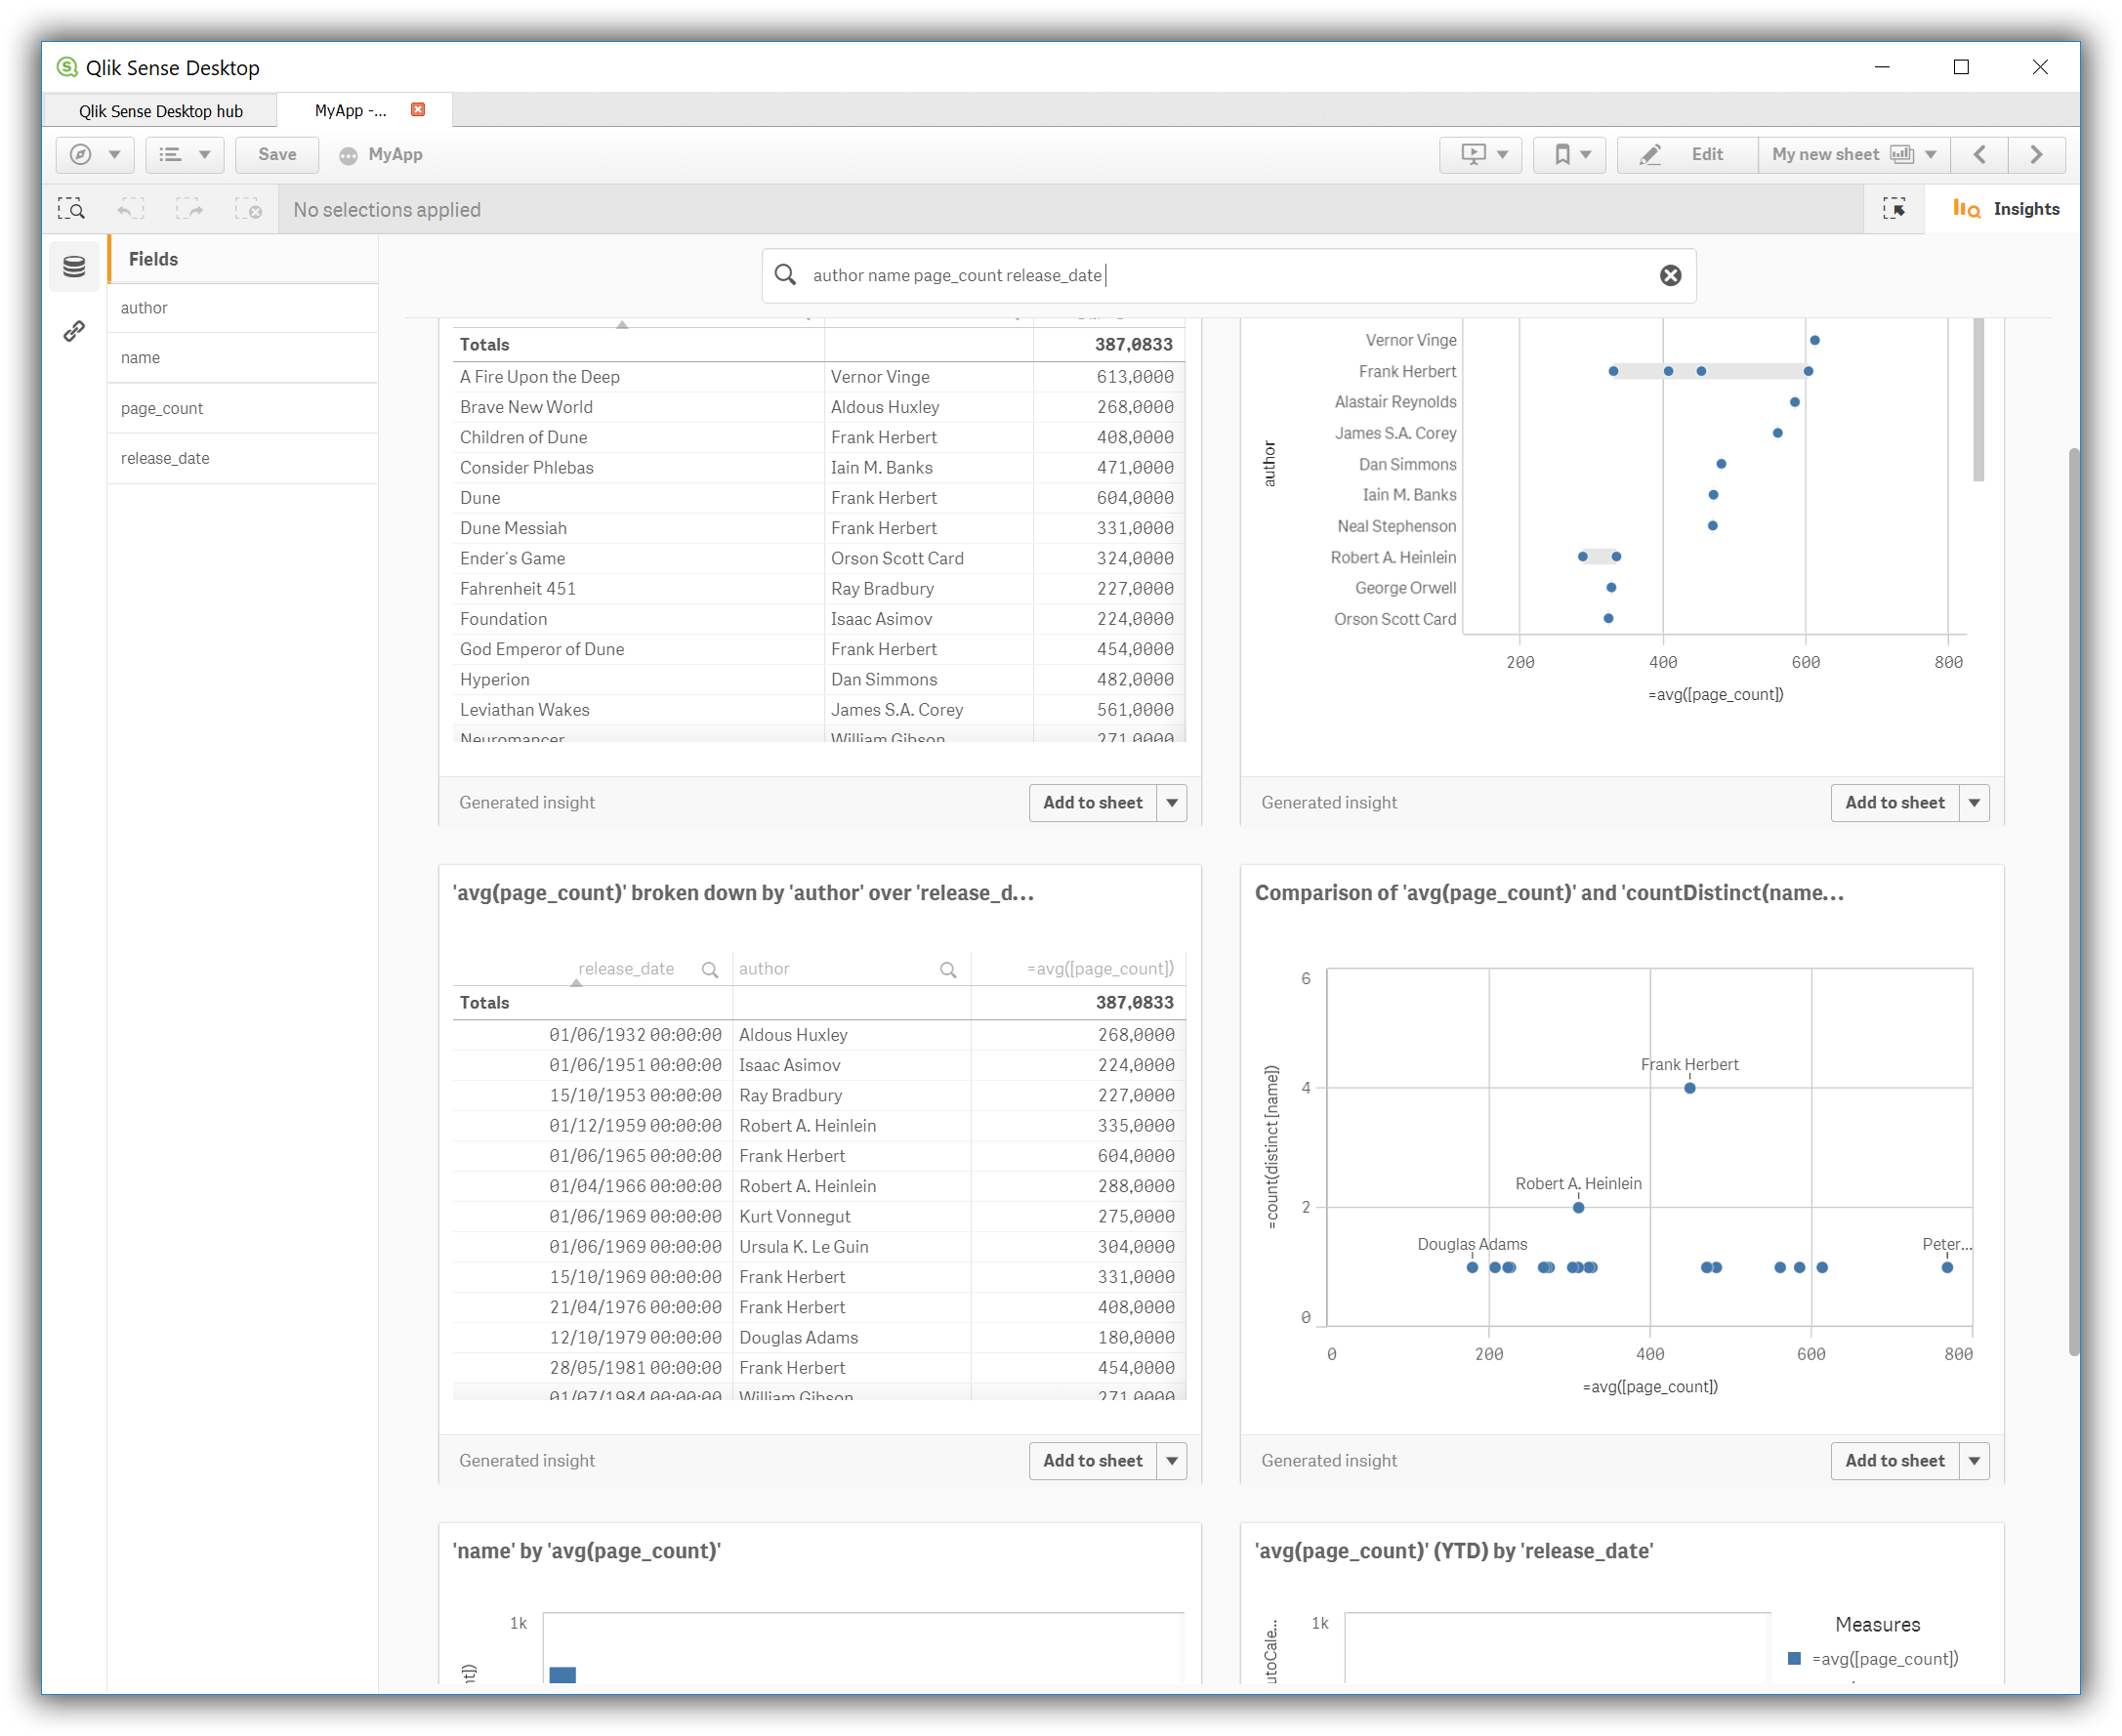 Qlik Sense Desktop
Qlik Sense Desktop hub
MyApp -...
Save
MyApp
Edit
My new sheet
No selections applied
Insights
Fields
author
name
page_count
release_date
author name page_count release_date
Totals 387,0833
A Fire Upon the Deep Vernor Vinge 613,0000
Brave New World Aldous Huxley 268,0000
Children of Dune Frank Herbert 408,0000
Consider Phlebas Iain M. Banks 471,0000
Dune Frank Herbert 604,0000
Dune Messiah Frank Herbert 331,0000
Ender's Game Orson Scott Card 324,0000
Fahrenheit 451 Ray Bradbury 227,0000
Foundation Isaac Asimov 224,0000
God Emperor of Dune Frank Herbert 454,0000
Hyperion Dan Simmons 482,0000
Leviathan Wakes James S.A. Corey 561,0000
Neuromancer William Gibson 271,0000
Generated insight Add to sheet
author
Vernor Vinge
Frank Herbert
Alastair Reynolds
James S.A. Corey
Dan Simmons
Iain M. Banks
Neal Stephenson
Robert A. Heinlein
George Orwell
Orson Scott Card
200 400 600 800
=avg([page_count])
Generated insight Add to sheet
'avg(page_count)' broken down by 'author' over 'release_d...
release_date author =avg([page_count])
Totals 387,0833
01/06/1932 00:00:00 Aldous Huxley 268,0000
01/06/1951 00:00:00 Isaac Asimov 224,0000
15/10/1953 00:00:00 Ray Bradbury 227,0000
01/12/1959 00:00:00 Robert A. Heinlein 335,0000
01/06/1965 00:00:00 Frank Herbert 604,0000
01/04/1966 00:00:00 Robert A. Heinlein 288,0000
01/06/1969 00:00:00 Kurt Vonnegut 275,0000
01/06/1969 00:00:00 Ursula K. Le Guin 304,0000
15/10/1969 00:00:00 Frank Herbert 331,0000
21/04/1976 00:00:00 Frank Herbert 408,0000
12/10/1979 00:00:00 Douglas Adams 180,0000
28/05/1981 00:00:00 Frank Herbert 454,0000
01/07/1984 00:00:00 William Gibson 271,0000
Generated insight Add to sheet
Comparison of 'avg(page_count)' and 'countDistinct(name...
=count(distinct [name])
6
Frank Herbert
4
Robert A. Heinlein
2
Douglas Adams
Peter...
0
0 200 400 600 800
=avg([page_count])
Generated insight Add to sheet
'name' by 'avg(page_count)'
1k
'avg(page_count)' (YTD) by 'release_date'
1k
Measures
=avg([page_count])